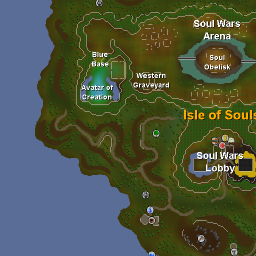 Soul Wars
Arena
Blue
Base
Soul
Obelisk
Western
Graveyard
Avatar of
Creation
Isle of Souls
Soul Wars
Lobby